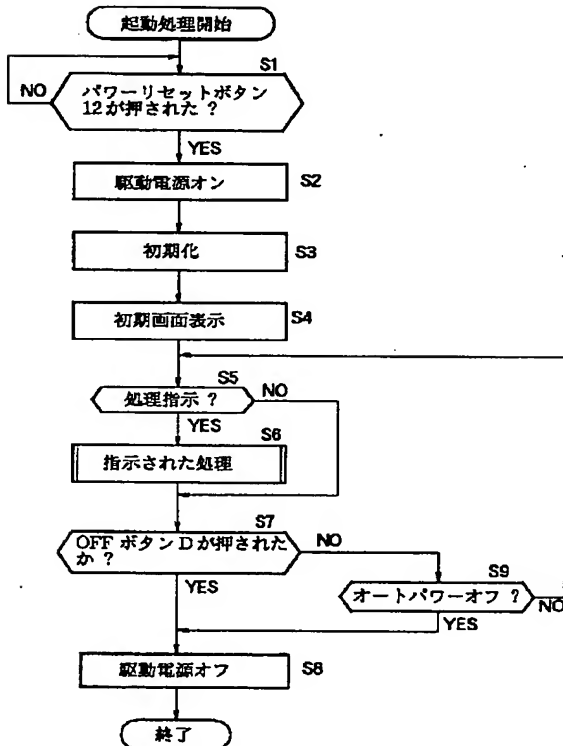 起動処理開始
S1
NO
パワーリセットボタン
12が押された ?
YES
駆動電源オン
S2
初期化
S3
初期画面表示
S4
S5
処理指示 ?
NO
YES
S6
指示された処理
S7
OFF ボタン D が押された
か ?
NO
YES
S9
オートパワーオフ ?
NO
YES
駆動電源オフ
S8
終了